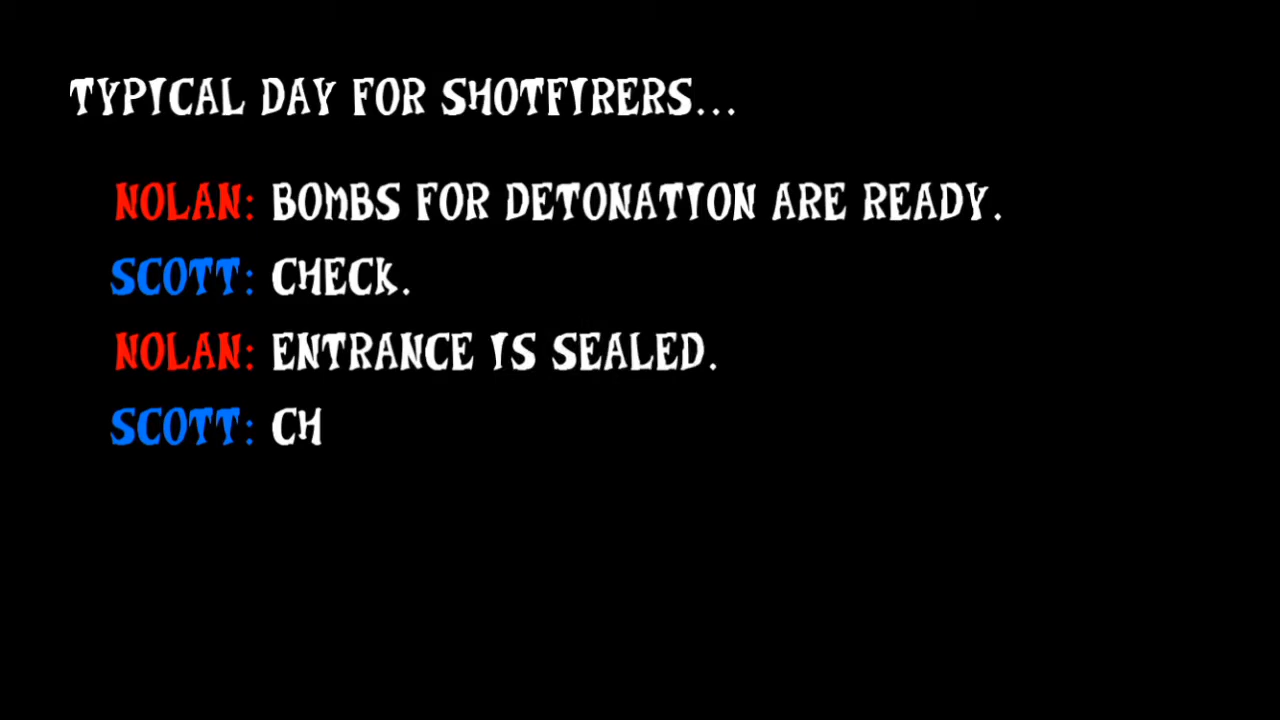 TYPICAL DAY FOR SHOTFIRERS...
NOLAN: BOMBS FOR DETONATION ARE READY.
SCOTT: CHECK.
NOLAN: ENTRANCE IS SEALED.
SCOTT: CH